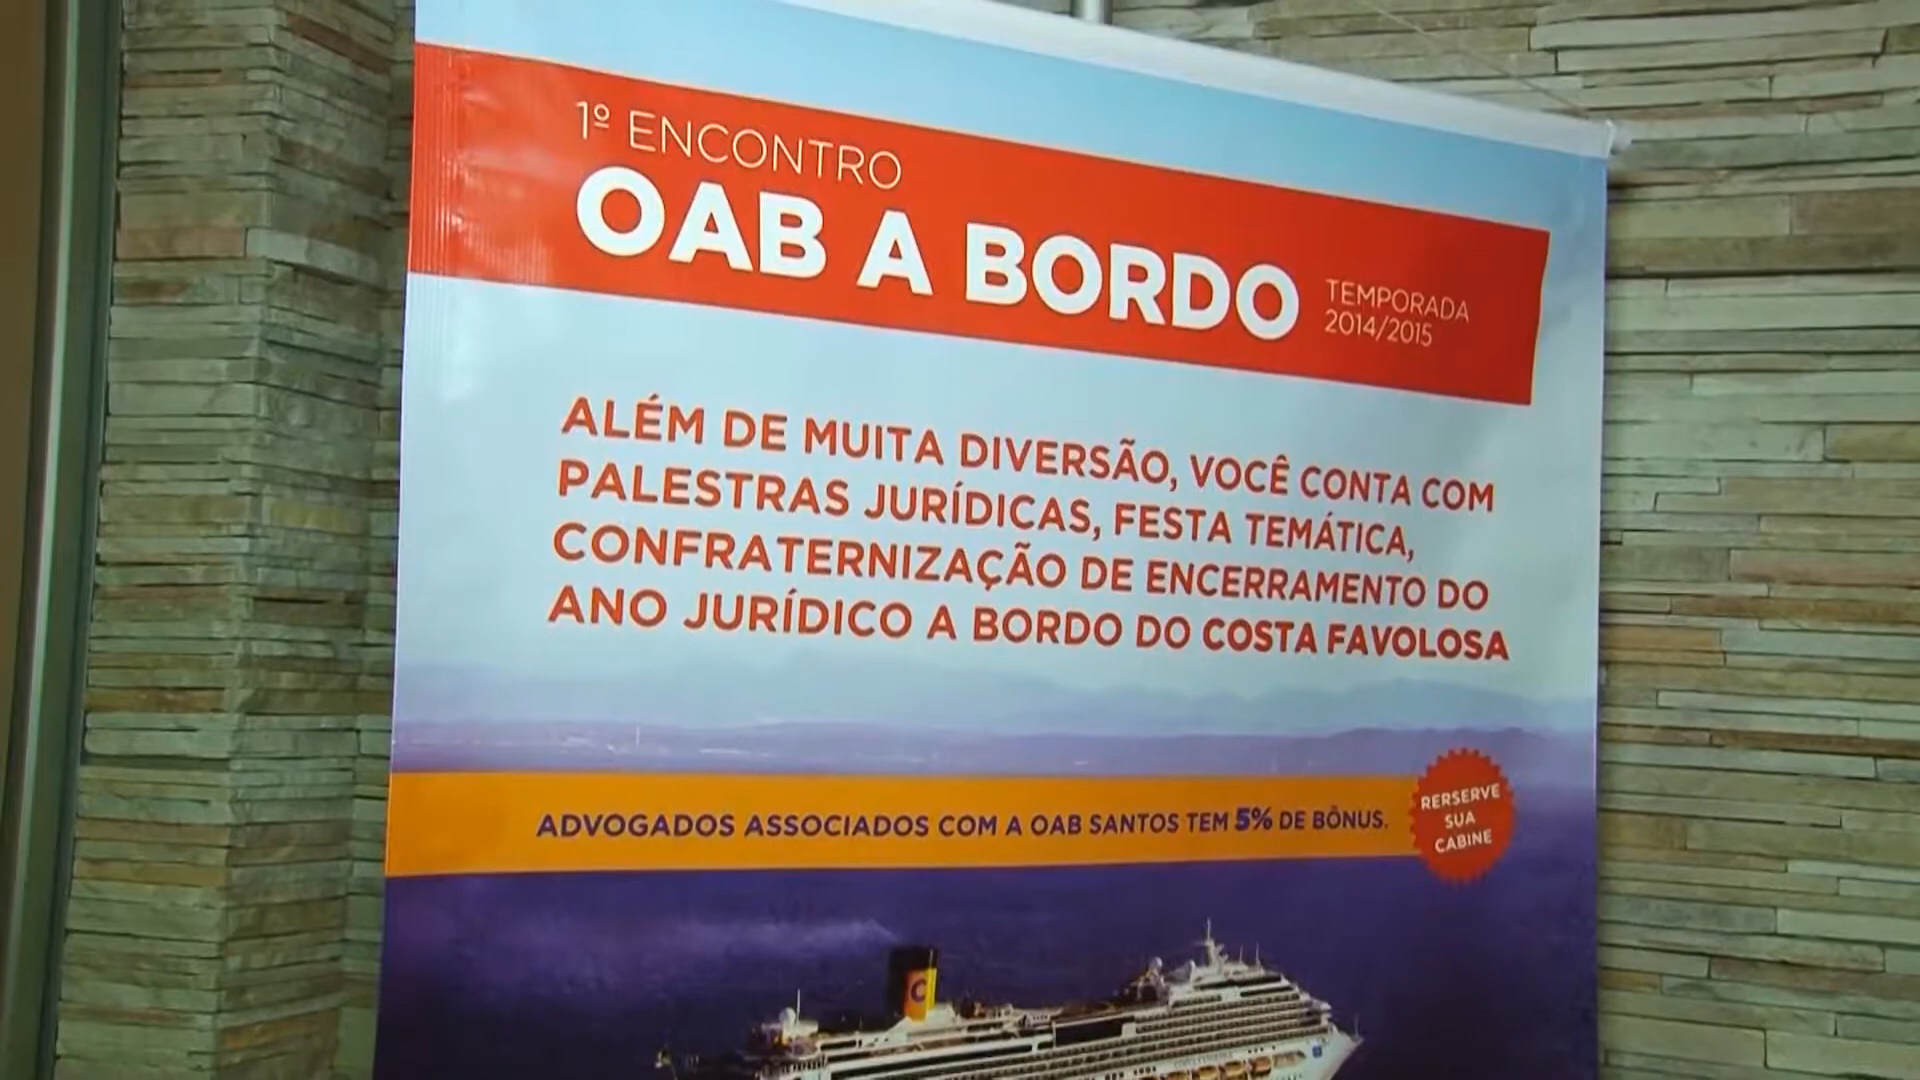 1º ENCONTRO
OAB A BORDO
TEMPORADA
2014/2015
ALÉM DE MUITA DIVERSÃO, VOCÊ CONTA COM
PALESTRAS JURÍDICAS, FESTA TEMÁTICA,
CONFRATERNIZAÇÃO DE ENCERRAMENTO DO
ANO JURÍDICO A BORDO DO COSTA FAVOLOSA
ADVOGADOS ASSOCIADOS COM A OAB SANTOS TEM 5% DE BÔNUS.
RERSERVE
SUA
CABINE
C